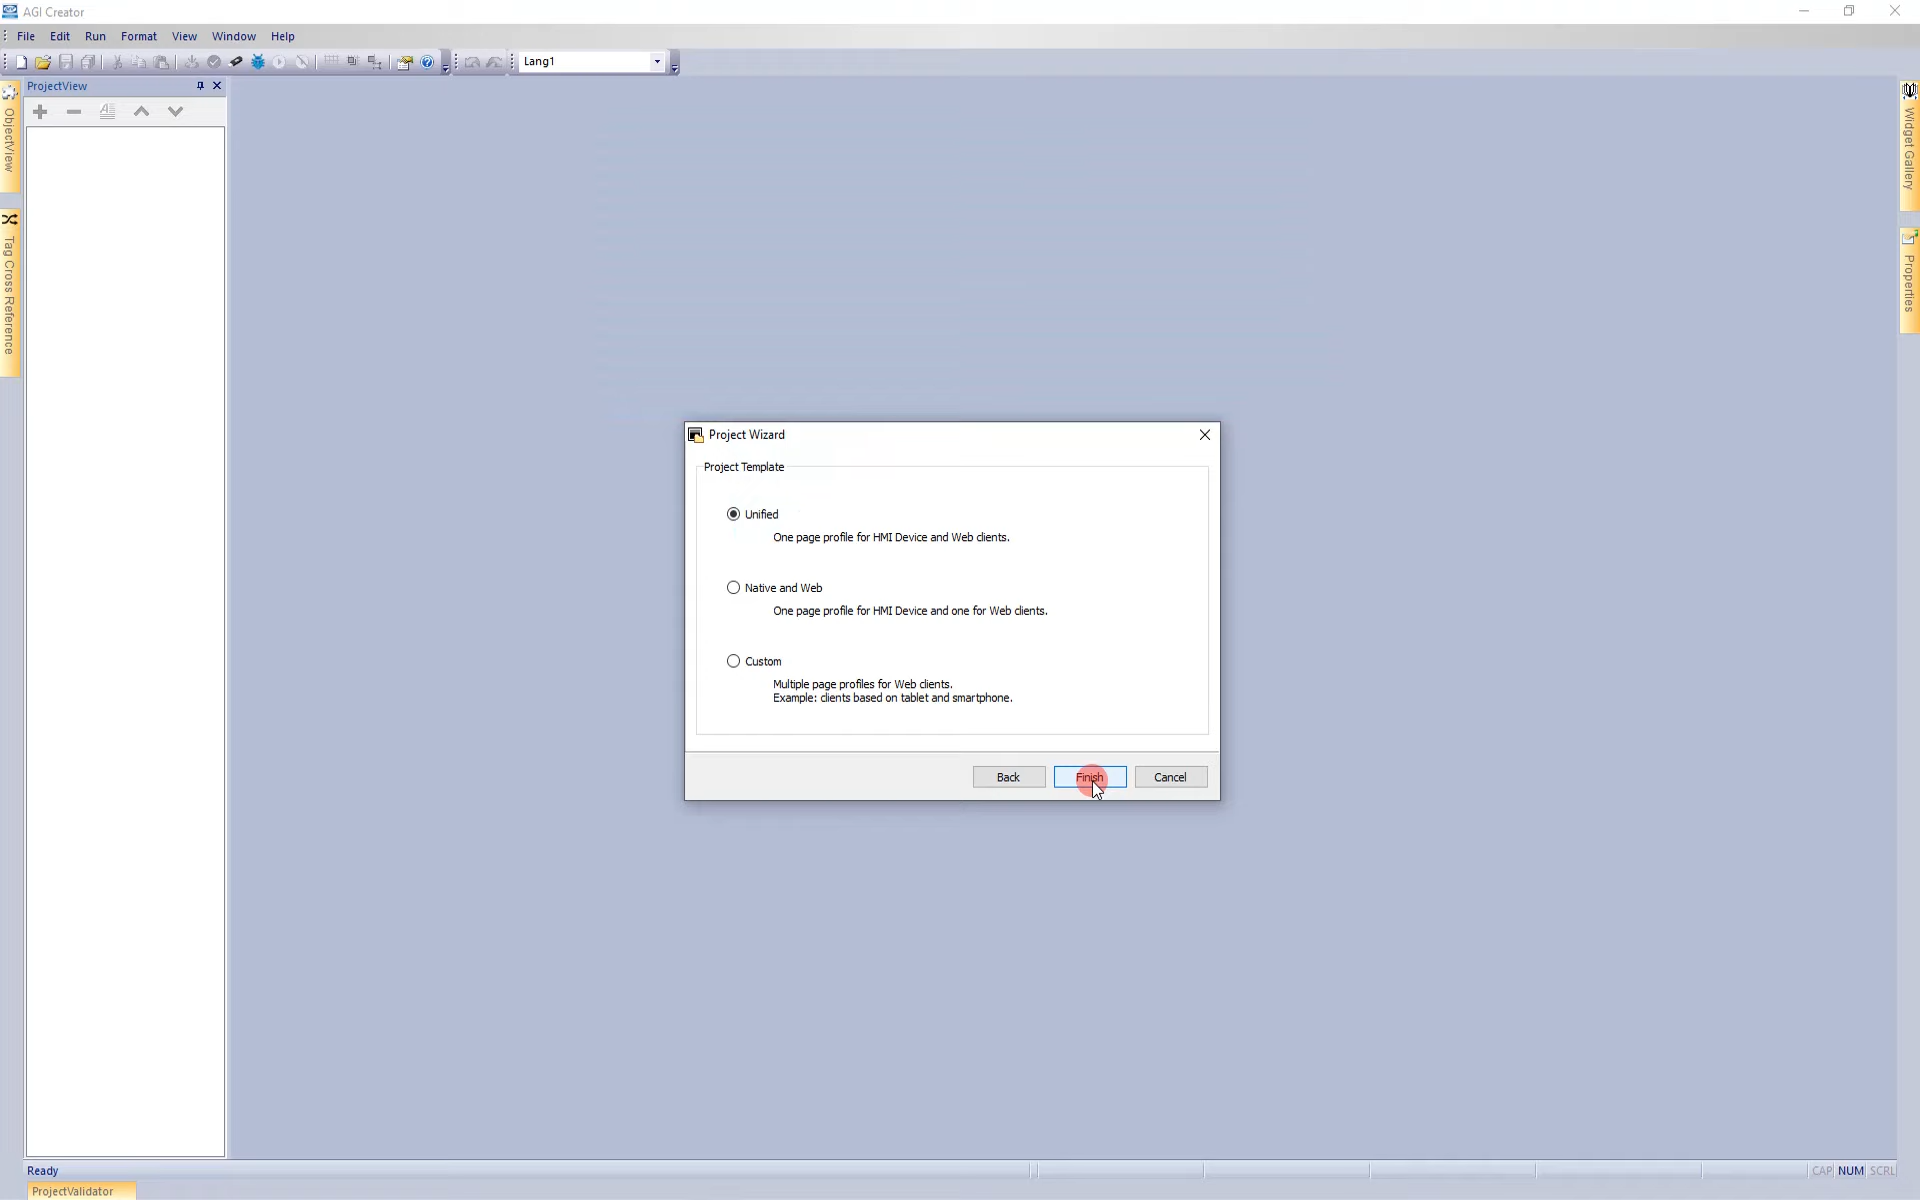 AGI Creator
File Edit Run Format View Window Help
Lang1
ProjectView
ObjectView
Tag Cross Reference
Widget Gallery
Properties
Project Wizard
Project Template
Unified
One page profile for HMI Device and Web clients.
Native and Web
One page profile for HMI Device and one for Web clients.
Custom
Multiple page profiles for Web clients.
Example: clients based on tablet and smartphone.
Back Finish Cancel
Ready CAP NUM SCRL
ProjectValidator